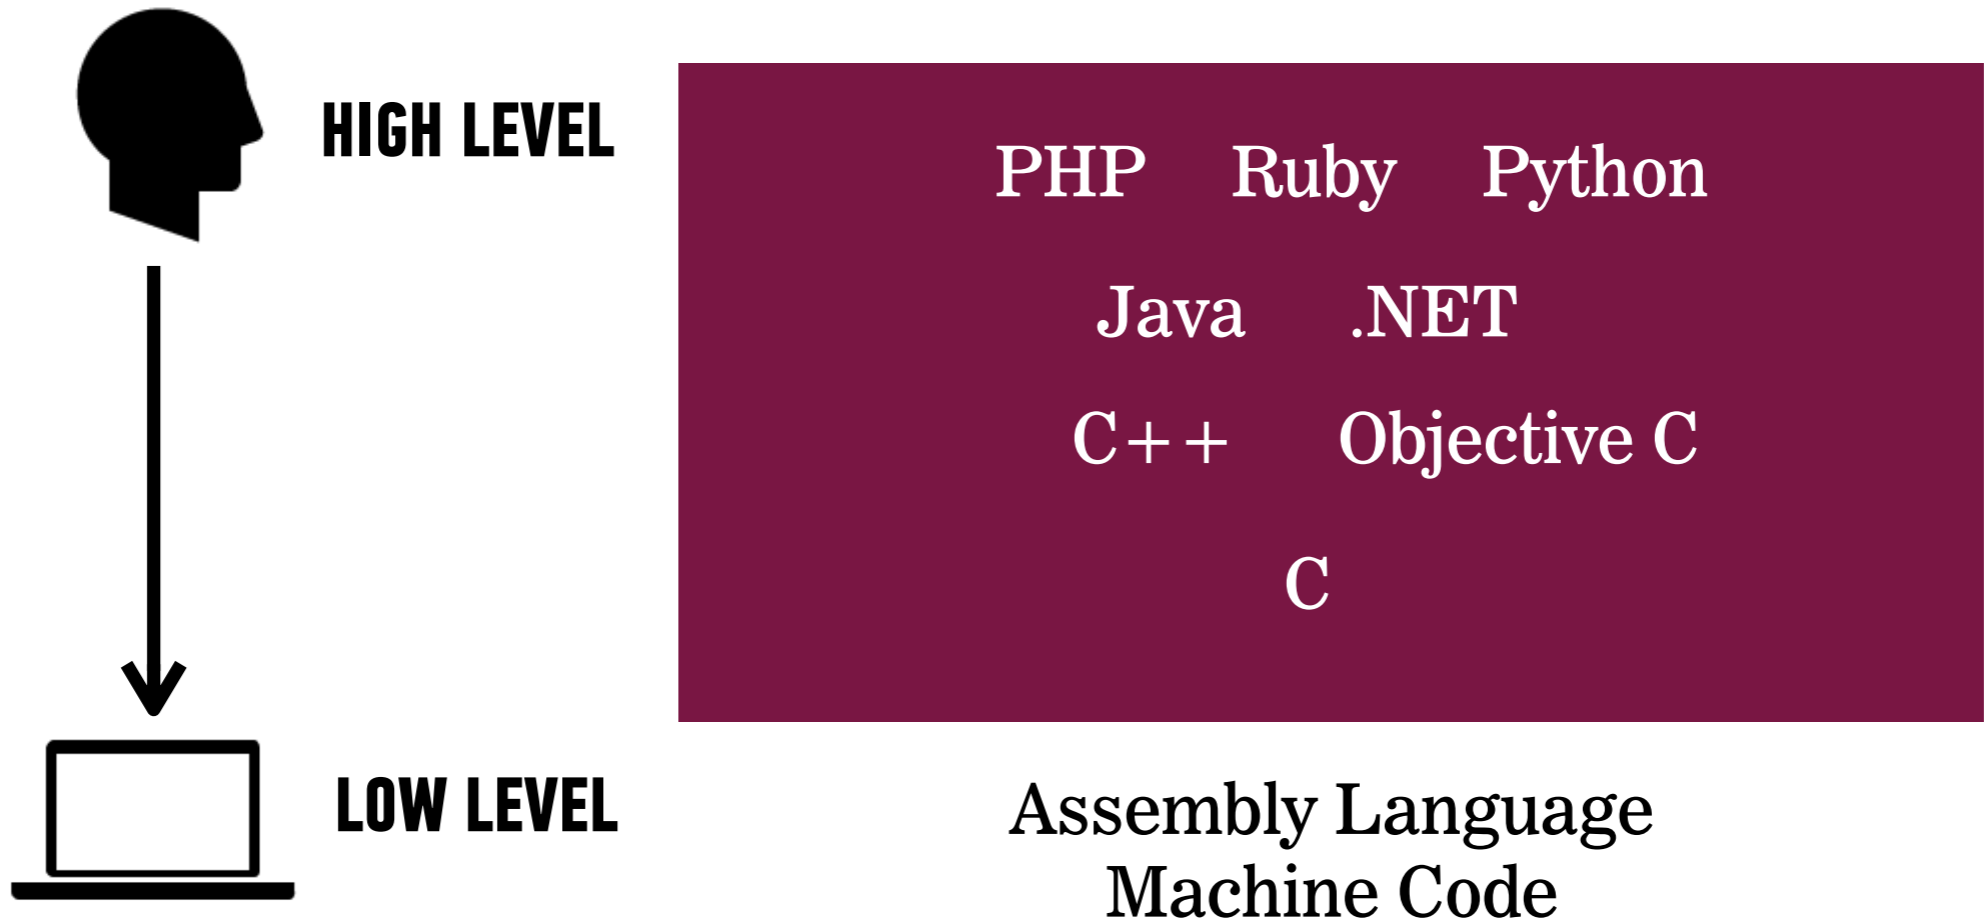 HIGH LEVEL
PHP Ruby Python
Java .NET
C++ Objective C
C
LOW LEVEL
Assembly Language
Machine Code